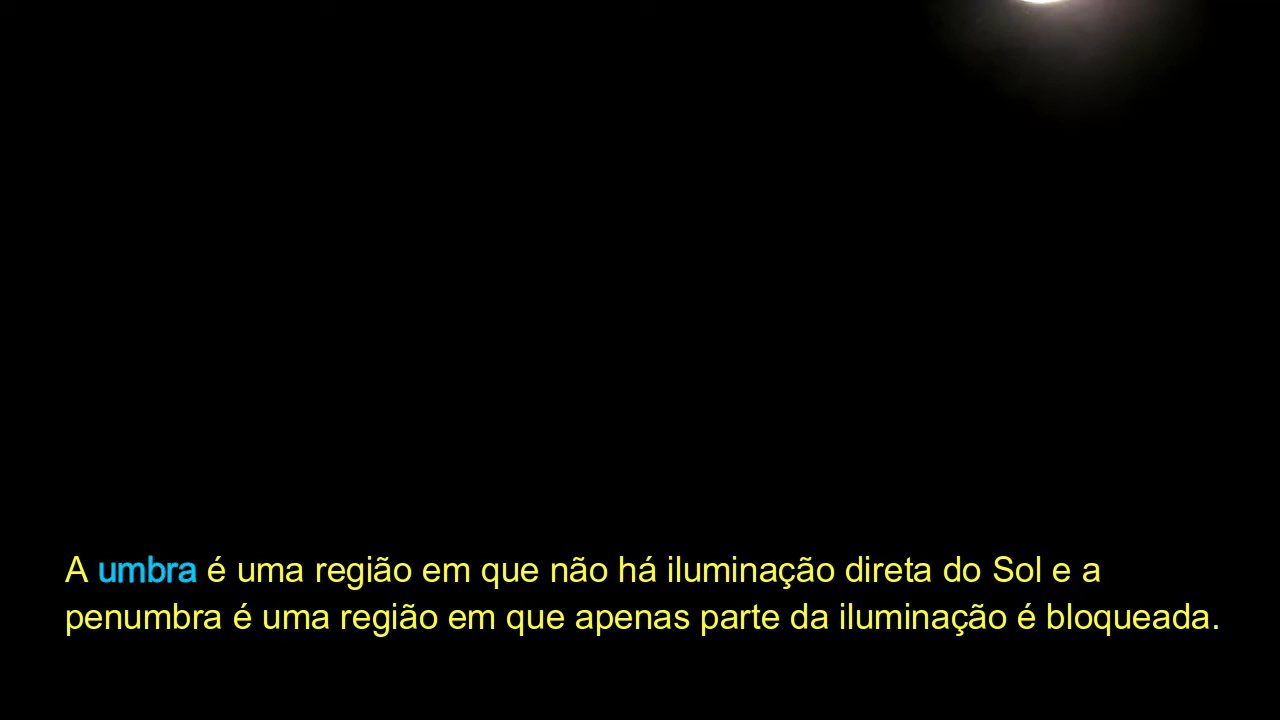 A umbra é uma região em que não há iluminação direta do Sol e a
penumbra é uma região em que apenas parte da iluminação é bloqueada.